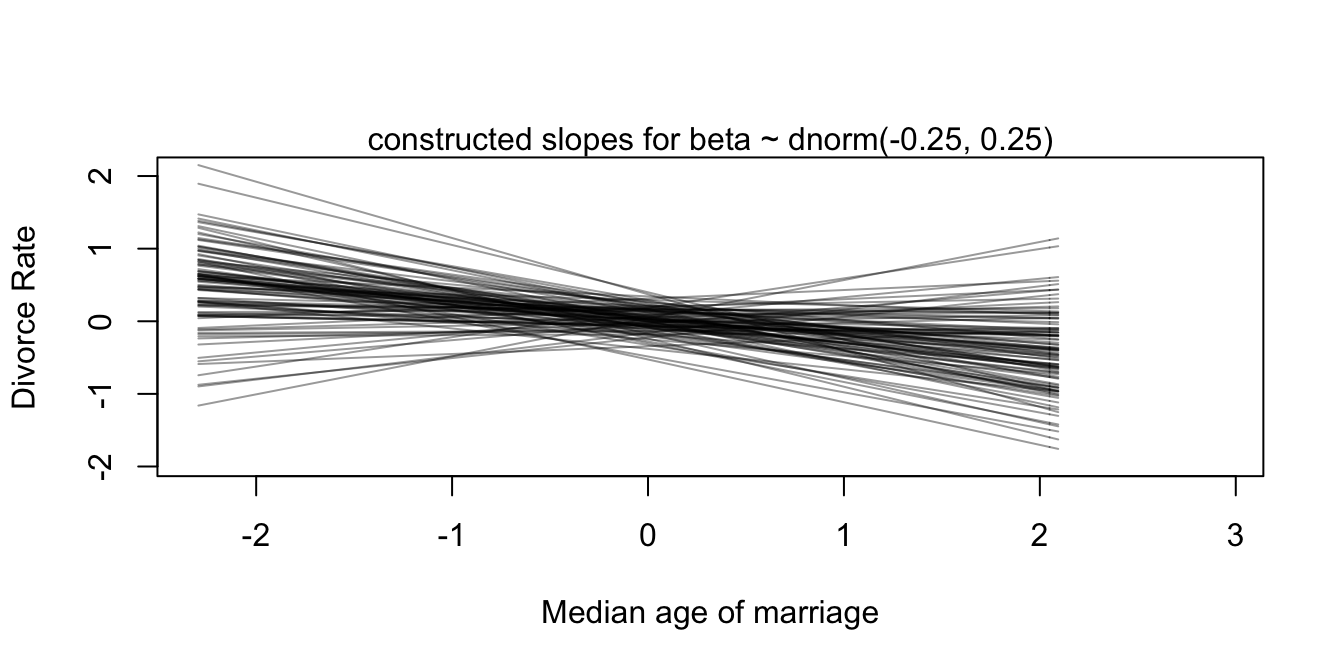 constructed slopes for beta ~ dnorm(-0.25, 0.25)
Divorce Rate
2
1
0
-1
-2
-2 -1 0 1 2 3
Median age of marriage